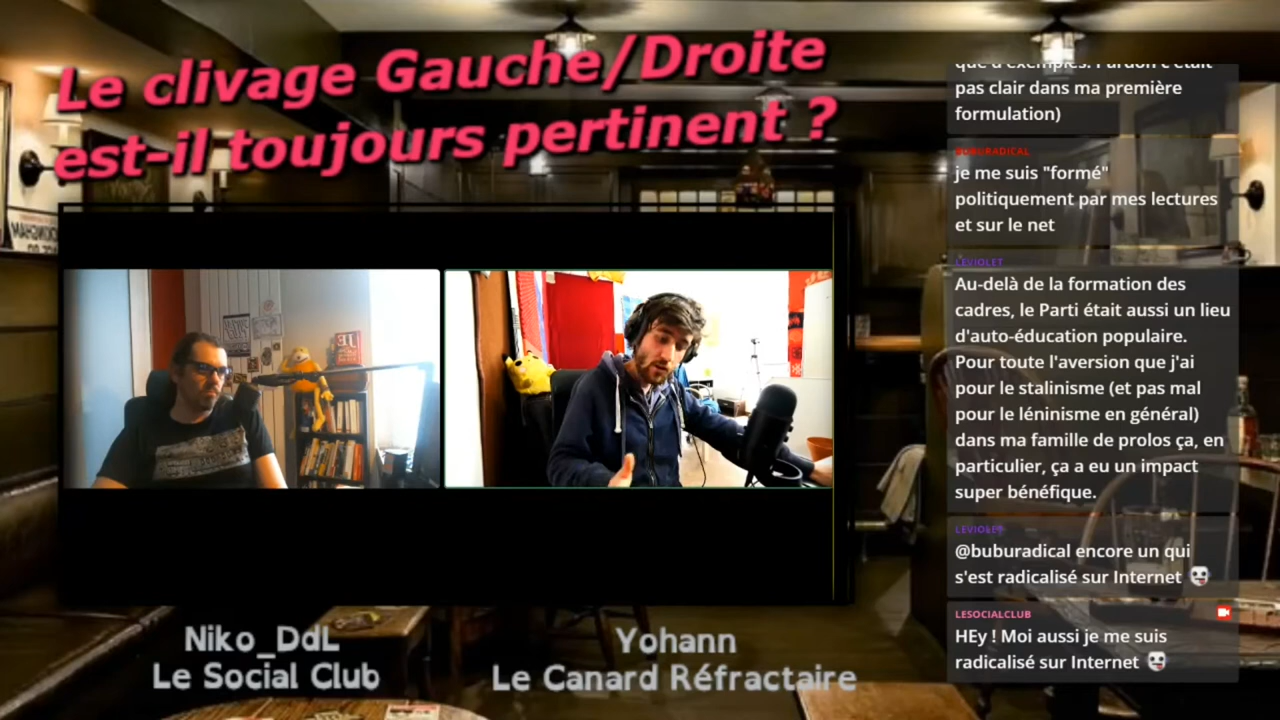 Le clivage Gauche/Droite
est-il toujours pertinent ?
pas clair dans ma première
formulation)
BUBURADICAL
je me suis "formé"
politiquement par mes lectures
et sur le net
LEVIOLET
Au-delà de la formation des
cadres, le Parti était aussi un lieu
d'auto-éducation populaire.
Pour toute l'aversion que j'ai
pour le stalinisme (et pas mal
pour le léninisme en général)
dans ma famille de prolos ça, en
particulier, ça a eu un impact
super bénéfique.
LEVIOLET
@buburadical encore un qui
s'est radicalisé sur Internet
LESOCIALCLUB
HEy ! Moi aussi je me suis
radicalisé sur Internet
Niko_DdL
Le Social Club
Yohann
Le Canard Réfractaire